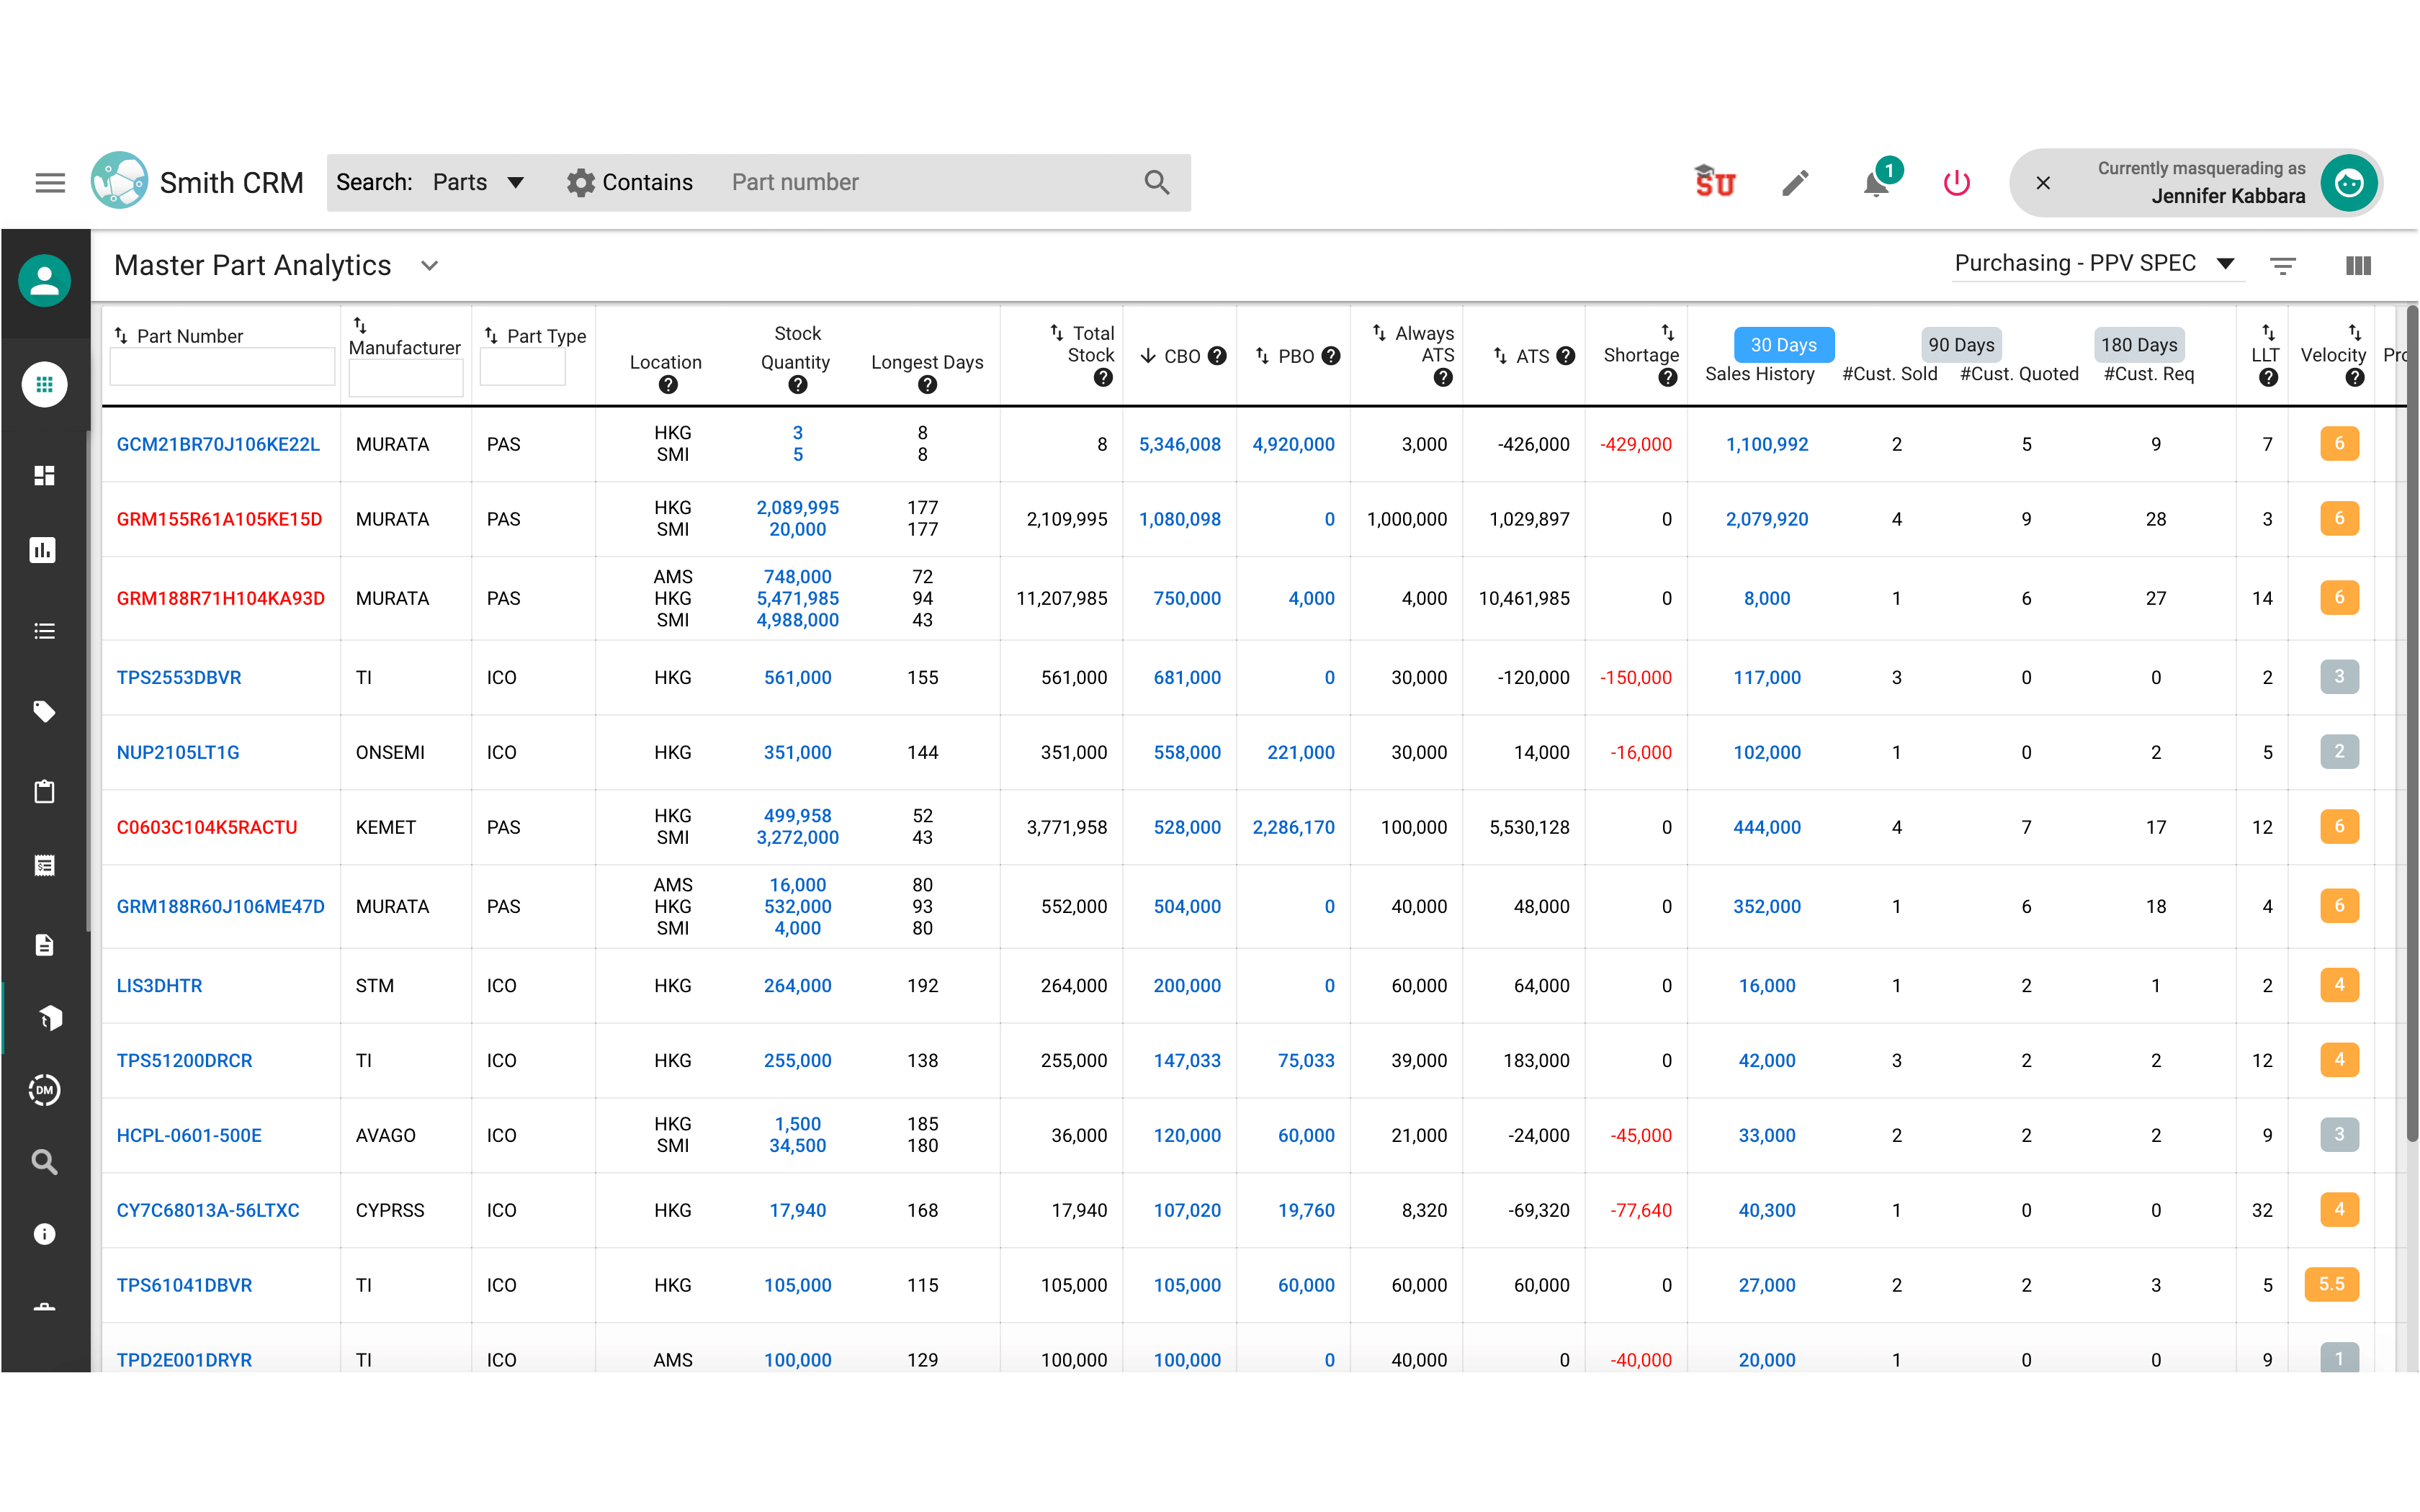 Smith CRM Search: Parts Contains Part number SU 1 Currently masquerading as
Jennifer Kabbara
Master Part Analytics Purchasing - PPV SPEC
Part Number Manufacturer Part Type Location Stock Quantity Longest Days Total Stock CBO PBO Always ATS ATS Shortage 30 Days 90 Days 180 Days Sales History #Cust. Sold #Cust. Quoted #Cust. Req LLT Velocity
GCM21BR70J106KE22L MURATA PAS HKG 3 8 SMI 5 8 8 5,346,008 4,920,000 3,000 -426,000 -429,000 1,100,992 2 5 9 7 6
GRM155R61A105KE15D MURATA PAS HKG 2,089,995 177 SMI 20,000 177 2,109,995 1,080,098 0 1,000,000 1,029,897 0 2,079,920 4 9 28 3 6
GRM188R71H104KA93D MURATA PAS AMS 748,000 72 HKG 5,471,985 94 SMI 4,988,000 43 11,207,985 750,000 4,000 4,000 10,461,985 0 8,000 1 6 27 14 6
TPS2553DBVR TI ICO HKG 561,000 155 561,000 681,000 0 30,000 -120,000 -150,000 117,000 3 0 0 2 3
NUP2105LT1G ONSEMI ICO HKG 351,000 144 351,000 558,000 221,000 30,000 14,000 -16,000 102,000 1 0 2 5 2
C0603C104K5RACTU KEMET PAS HKG 499,958 52 SMI 3,272,000 43 3,771,958 528,000 2,286,170 100,000 5,530,128 0 444,000 4 7 17 12 6
GRM188R60J106ME47D MURATA PAS AMS 16,000 80 HKG 532,000 93 SMI 4,000 80 552,000 504,000 0 40,000 48,000 0 352,000 1 6 18 4 6
LIS3DHTR STM ICO HKG 264,000 192 264,000 200,000 0 60,000 64,000 0 16,000 1 2 1 2 4
TPS51200DRCR TI ICO HKG 255,000 138 255,000 147,033 75,033 39,000 183,000 0 42,000 3 2 2 12 4
HCPL-0601-500E AVAGO ICO HKG 1,500 185 SMI 34,500 180 36,000 120,000 60,000 21,000 -24,000 -45,000 33,000 2 2 2 9 3
CY7C68013A-56LTXC CYPRSS ICO HKG 17,940 168 17,940 107,020 19,760 8,320 -69,320 -77,640 40,300 1 0 0 32 4
DM
TPS61041DBVR TI ICO HKG 105,000 115 105,000 105,000 60,000 60,000 60,000 0 27,000 2 2 3 5 5.5
TPD2E001DRYR TI ICO AMS 100,000 129 100,000 100,000 0 40,000 0 -40,000 20,000 1 0 0 9 1